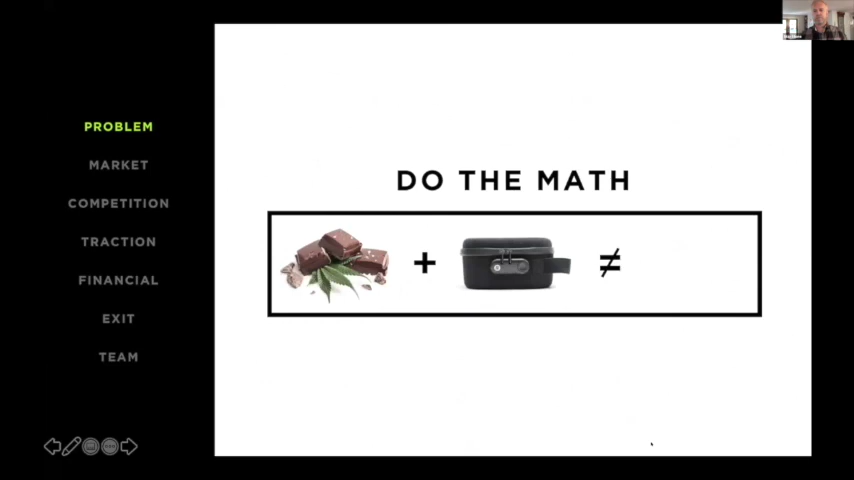 PROBLEM
MARKET
COMPETITION
TRACTION
FINANCIAL
EXIT
TEAM
DO THE MATH
+ ≠